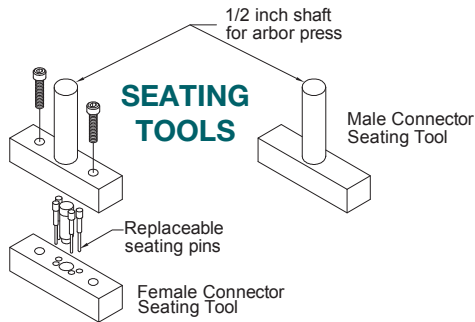 1/2 inch shaft
for arbor press
SEATING
TOOLS
Male Connector
Seating Tool
Replaceable
seating pins
Female Connector
Seating Tool